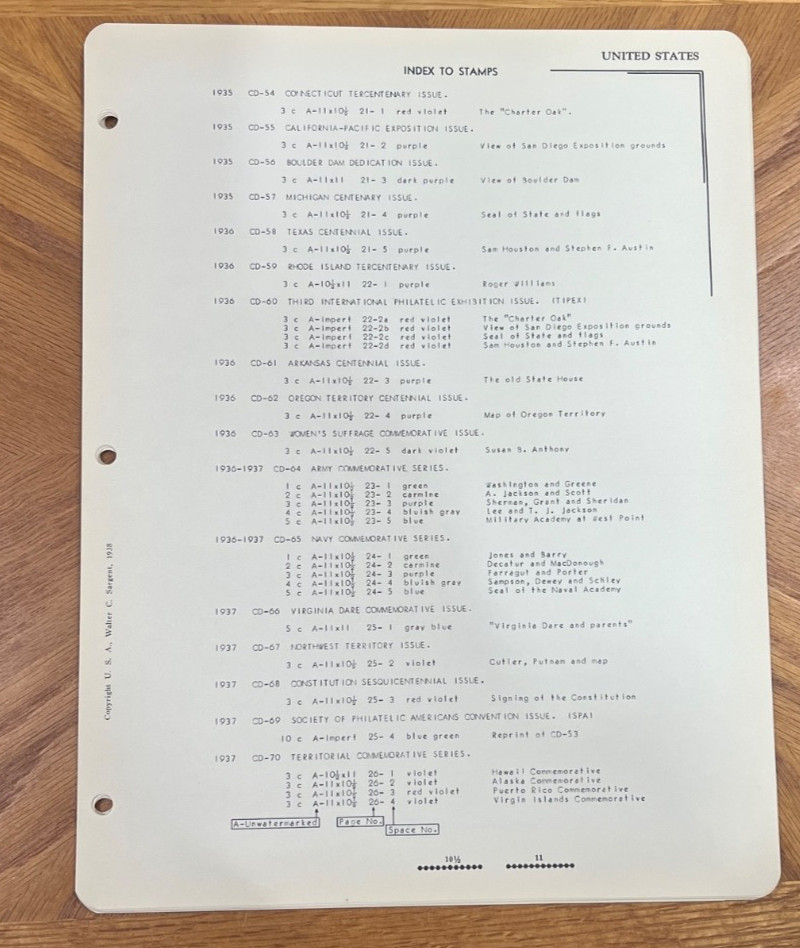 UNITED STATES
INDEX TO STAMPS
1935 CD-54 CONNECTICUT TERCENTENARY ISSUE.
3 c A-11x10½ 21- 1 red violet The "Charter Oak".
1935 CD-55 CALIFORNIA-PACIFIC EXPOSITION ISSUE.
3 c A-11x10½ 21- 2 purple View of San Diego Exposition grounds
1935 CD-56 BOULDER DAM DEDICATION ISSUE.
3 c A-11x11 21- 3 dark purple View of Boulder Dam
1935 CD-57 MICHIGAN CENTENARY ISSUE.
3 c A-11x10½ 21- 4 purple Seal of State and flags
1936 CD-58 TEXAS CENTENNIAL ISSUE.
3 c A-11x10½ 21- 5 purple Sam Houston and Stephen F. Austin
1936 CD-59 RHODE ISLAND TERCENTENARY ISSUE.
3 c A-10½x11 22- 1 purple Roger Williams
1936 CD-60 THIRD INTERNATIONAL PHILATELIC EXHIBITION ISSUE. (TIPEX)
3 c A-imperf 22-2a red violet The "Charter Oak"
3 c A-imperf 22-2b red violet View of San Diego Exposition grounds
3 c A-imperf 22-2c red violet Seal of State and flags
3 c A-imperf 22-2d red violet Sam Houston and Stephen F. Austin
1936 CD-61 ARKANSAS CENTENNIAL ISSUE.
3 c A-11x10½ 22- 3 purple The old State House
1936 CD-62 OREGON TERRITORY CENTENNIAL ISSUE.
3 c A-11x10½ 22- 4 purple Map of Oregon Territory
1936 CD-63 WOMEN'S SUFFRAGE COMMEMORATIVE ISSUE.
3 c A-11x10½ 22- 5 dark violet Susan B. Anthony
1936-1937 CD-64 ARMY COMMEMORATIVE SERIES.
1 c A-11x10½ 23- 1 green Washington and Greene
2 c A-11x10½ 23- 2 carmine A. Jackson and Scott
3 c A-11x10½ 23- 3 purple Sherman, Grant and Sheridan
4 c A-11x10½ 23- 4 bluish gray Lee and T. J. Jackson
5 c A-11x10½ 23- 5 blue Military Academy at West Point
1936-1937 CD-65 NAVY COMMEMORATIVE SERIES.
1 c A-11x10½ 24- 1 green Jones and Barry
2 c A-11x10½ 24- 2 carmine Decatur and MacDonough
3 c A-11x10½ 24- 3 purple Farragut and Porter
4 c A-11x10½ 24- 4 bluish gray Sampson, Dewey and Schley
5 c A-11x10½ 24- 5 blue Seal of the Naval Academy
1937 CD-66 VIRGINIA DARE COMMEMORATIVE ISSUE.
5 c A-11x11 25- 1 gray blue "Virginia Dare and parents"
1937 CD-67 NORTHWEST TERRITORY ISSUE.
3 c A-11x10½ 25- 2 violet Cutler, Putnam and map
1937 CD-68 CONSTITUTION SESQUICENTENNIAL ISSUE.
3 c A-11x10½ 25- 3 red violet Signing of the Constitution
1937 CD-69 SOCIETY OF PHILATELIC AMERICANS CONVENTION ISSUE. (SPA)
10 c A-imperf 25- 4 blue green Reprint of CD-53
1937 CD-70 TERRITORIAL COMMEMORATIVE SERIES.
3 c A-10½x11 26- 1 violet Hawaii Commemorative
3 c A-11x10½ 26- 2 violet Alaska Commemorative
3 c A-11x10½ 26- 3 red violet Puerto Rico Commemorative
3 c A-11x10½ 26- 4 violet Virgin Islands Commemorative
A-Unwatermarked Page No. Space No.
10½ 11
Copyright U. S. A., Walter C. Sargent, 1938